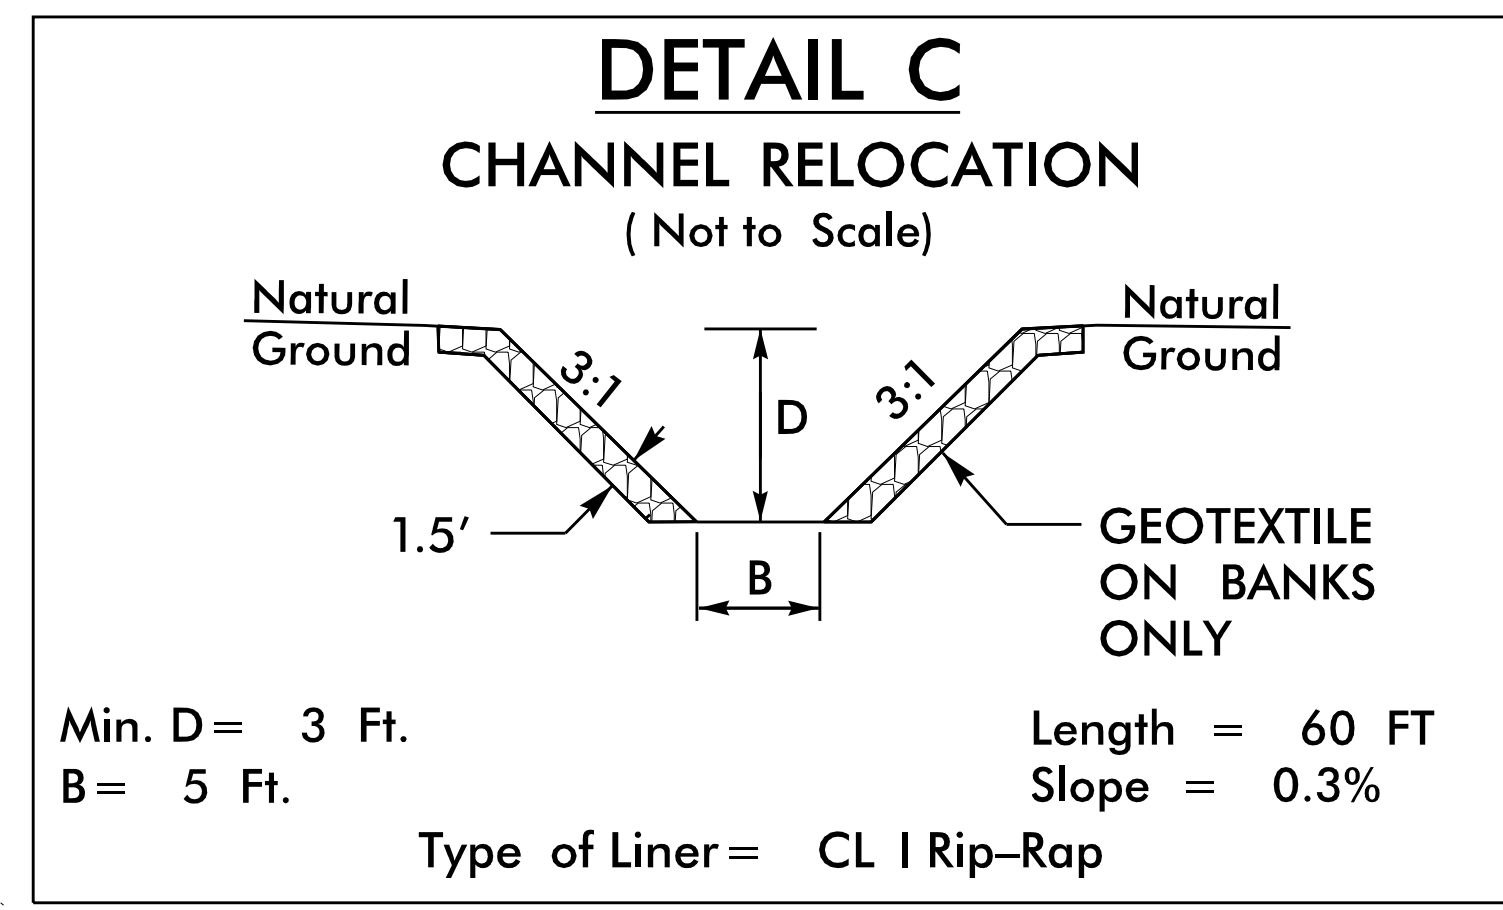 DETAIL C
CHANNEL RELOCATION
( Not to Scale)
Natural
Ground
Natural
Ground
3:1
3:1
D
1.5'
B
GEOTEXTILE
ON BANKS
ONLY
Min. D = 3 Ft.
B = 5 Ft.
Length = 60 FT
Slope = 0.3%
Type of Liner = CL I Rip–Rap